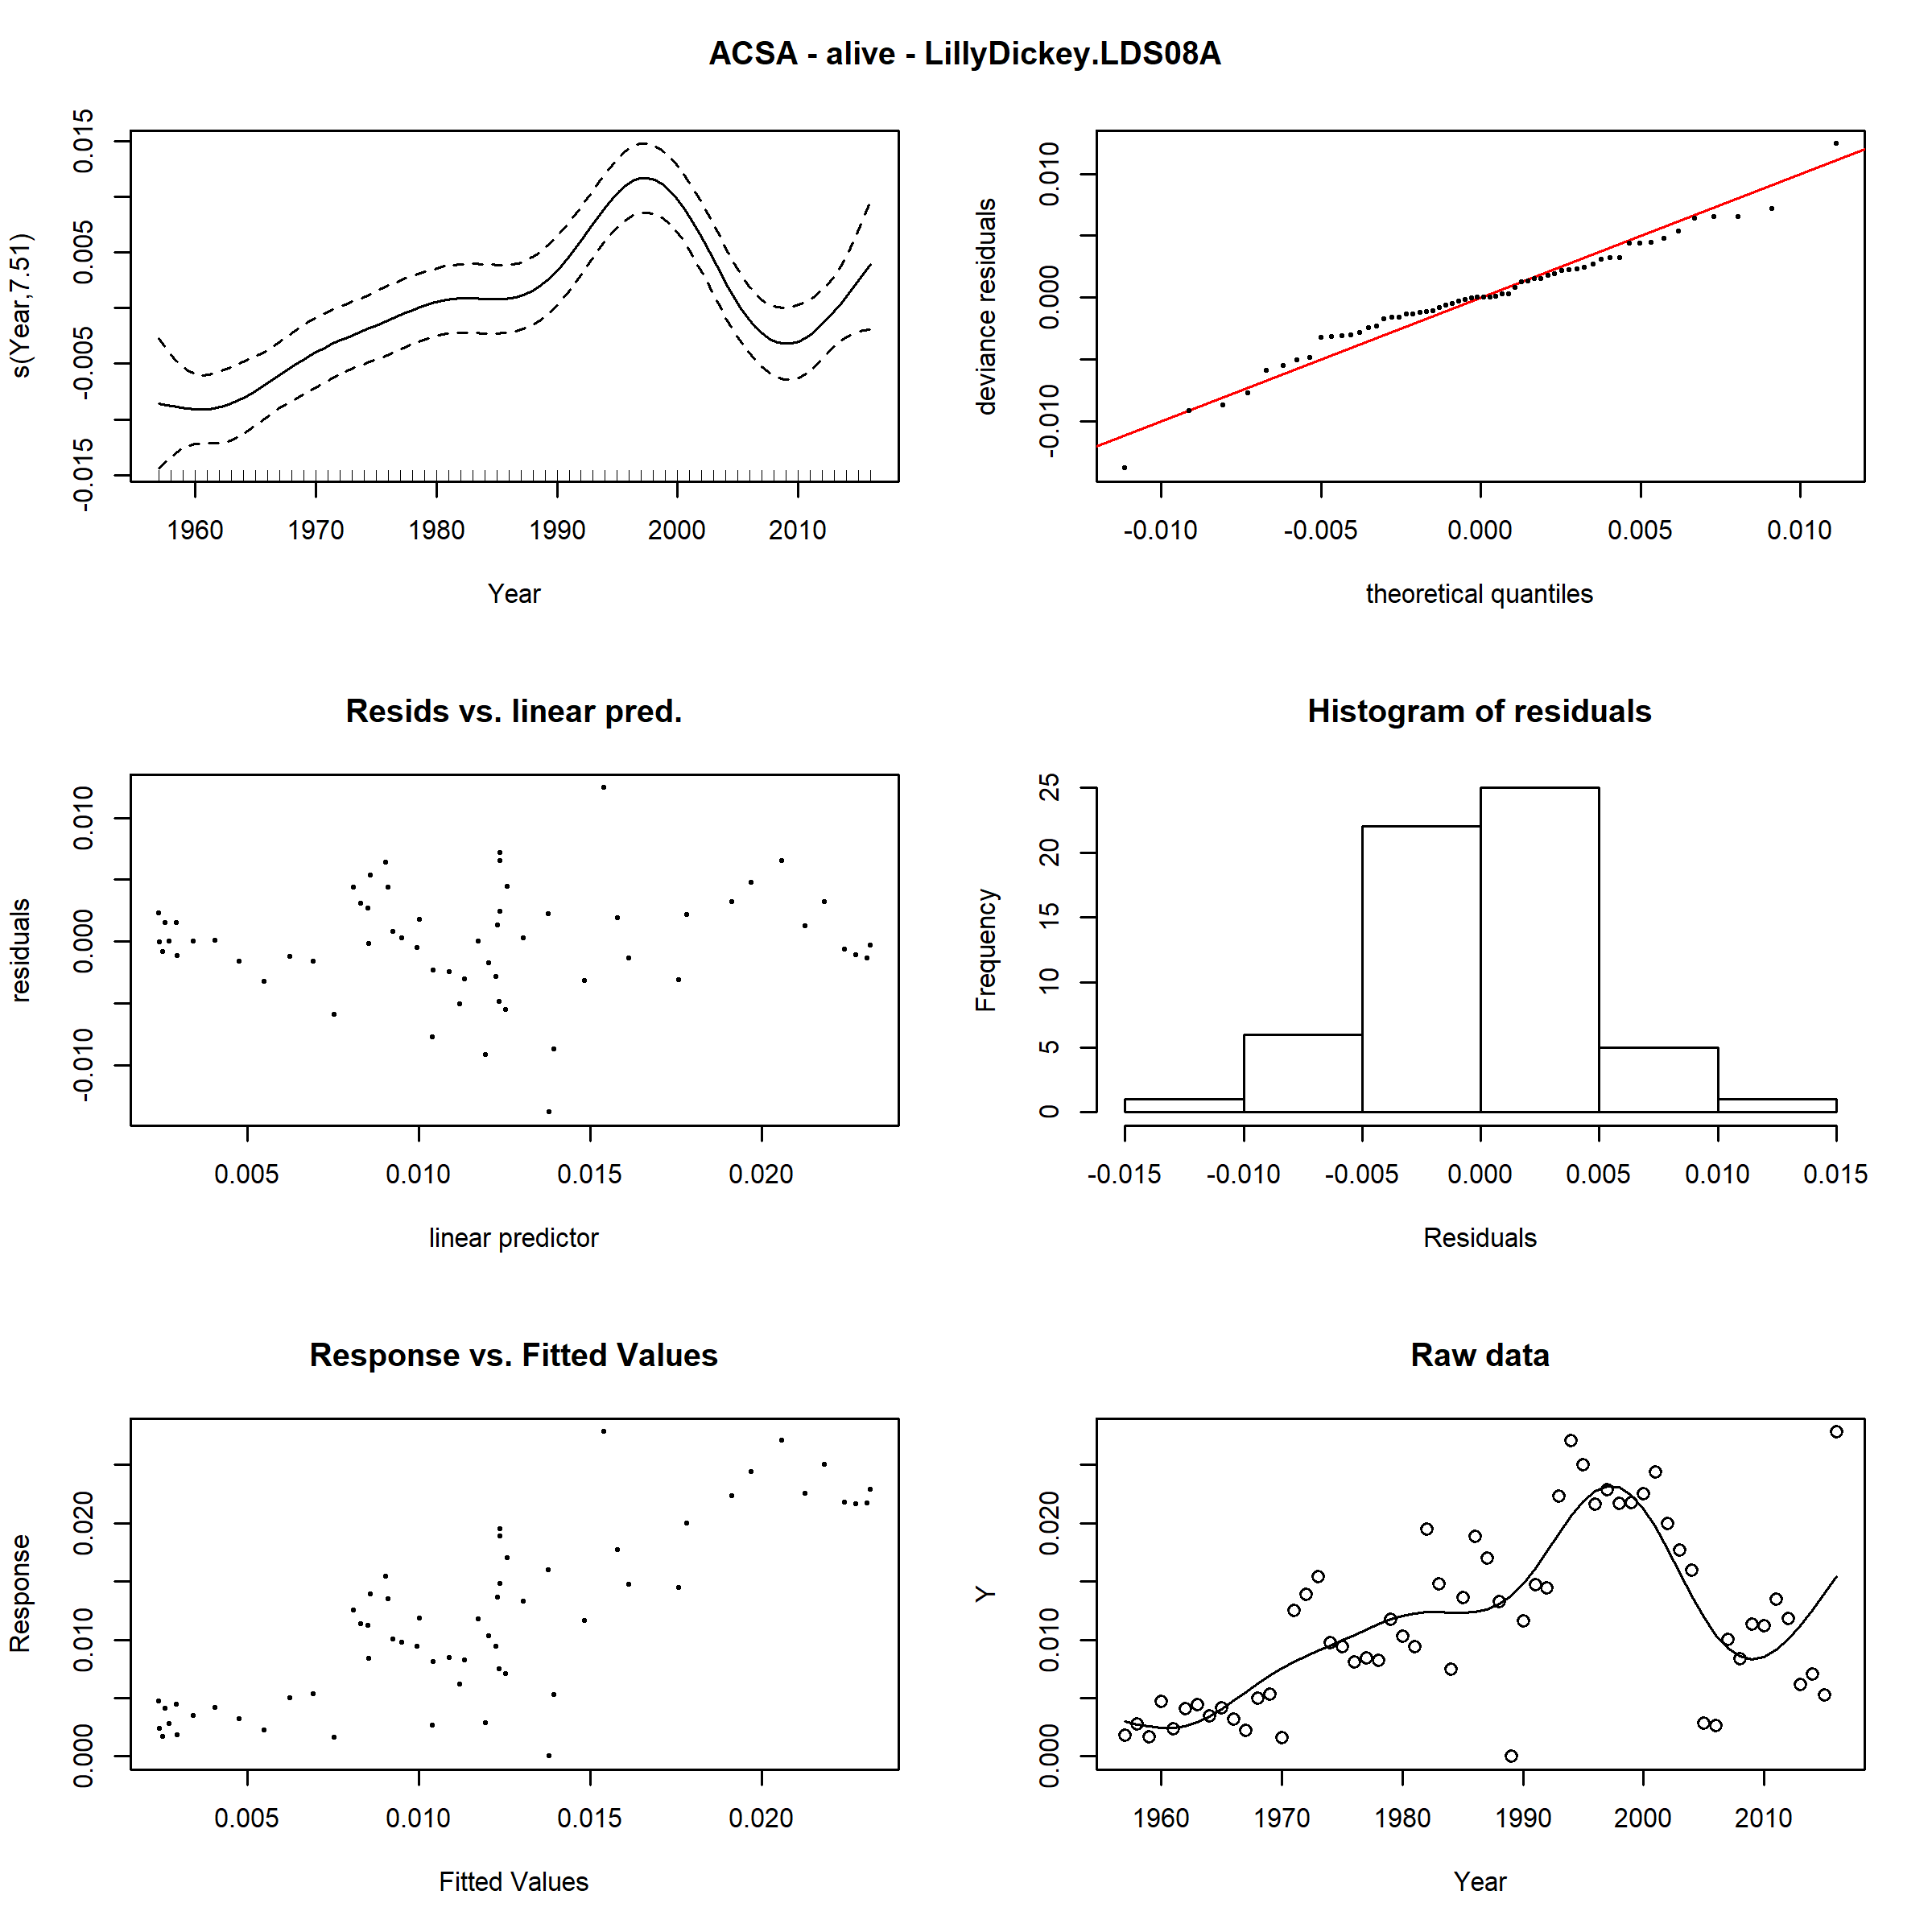 ACSA - alive - LillyDickey.LDS08A
s(Year,7.51)
-0.015 -0.005 0.005 0.015
1960 1970 1980 1990 2000 2010
Year
deviance residuals
-0.010 0.000 0.010
-0.010 -0.005 0.000 0.005 0.010
theoretical quantiles
Resids vs. linear pred.
residuals
-0.010 0.000 0.010
0.005 0.010 0.015 0.020
linear predictor
Histogram of residuals
Frequency
0 5 10 15 20 25
-0.015 -0.010 -0.005 0.000 0.005 0.010 0.015
Residuals
Response vs. Fitted Values
Response
0.000 0.010 0.020
0.005 0.010 0.015 0.020
Fitted Values
Raw data
Y
0.000 0.010 0.020
1960 1970 1980 1990 2000 2010
Year